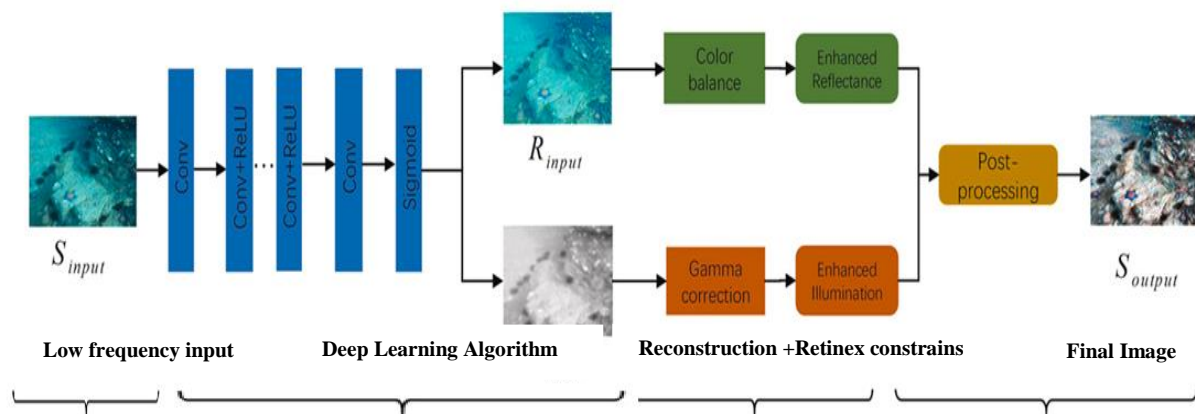 S input
Conv
Conv+ReLU
...
Conv+ReLU
Conv
Sigmoid
R input
Color
balance
Enhanced
Reflectance
Gamma
correction
Enhanced
Illumination
Post-
processing
S output
Low frequency input
Deep Learning Algorithm
Reconstruction +Retinex constrains
Final Image